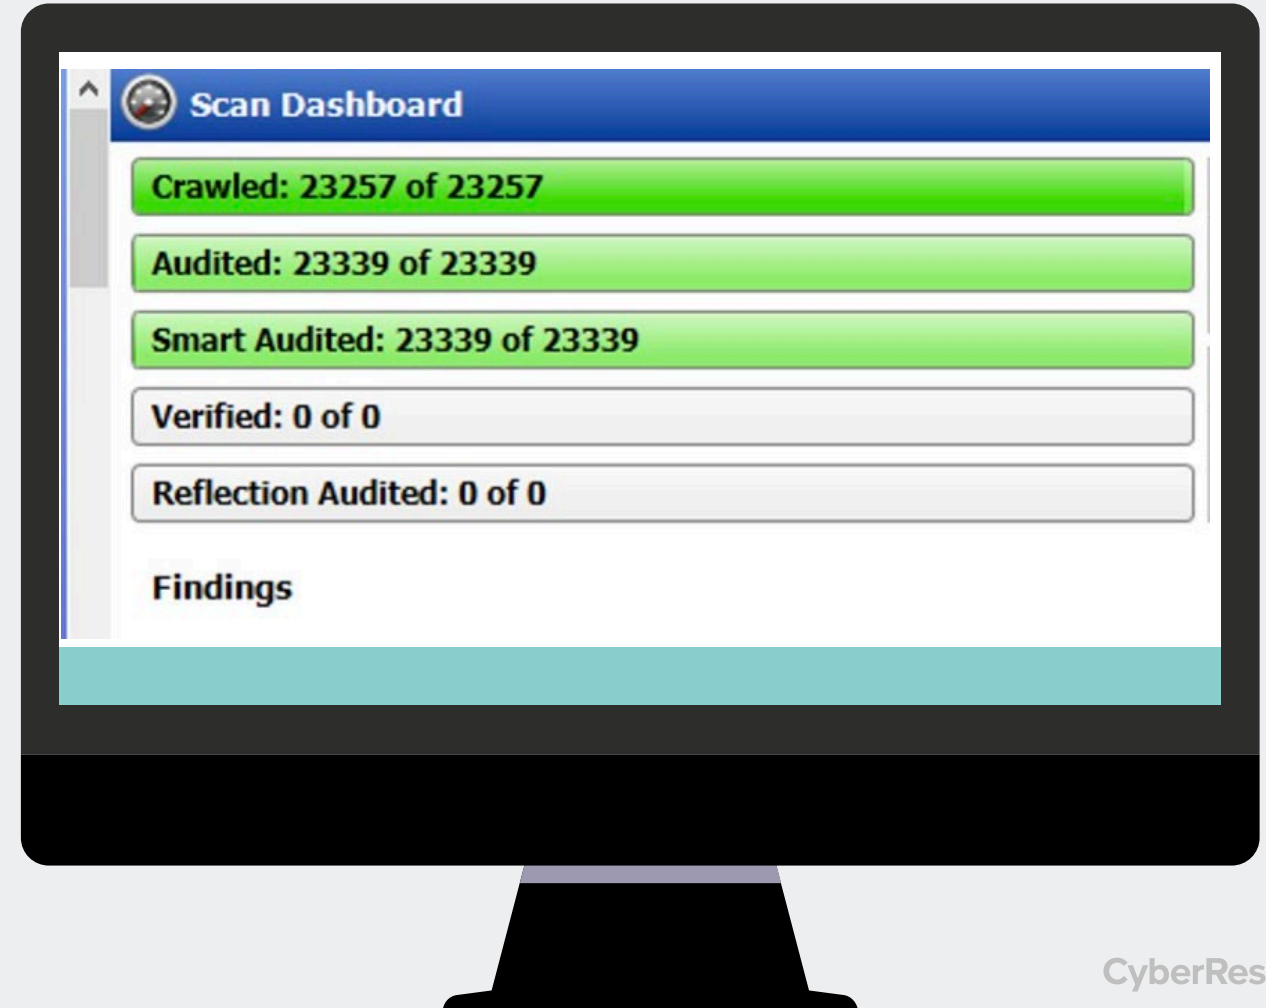 Scan Dashboard
Crawled: 23257 of 23257
Audited: 23339 of 23339
Smart Audited: 23339 of 23339
Verified: 0 of 0
Reflection Audited: 0 of 0
Findings
CyberRes